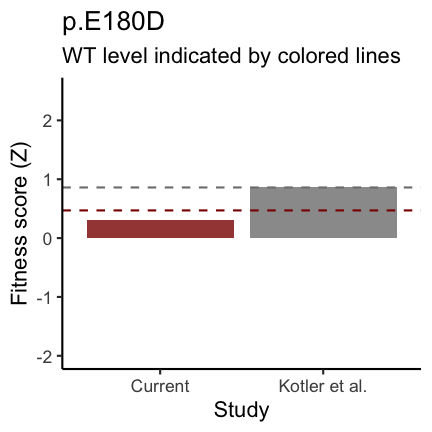 p.E180D
WT level indicated by colored lines
Fitness score (Z)
2
1
0
-1
-2
Current
Kotler et al.
Study